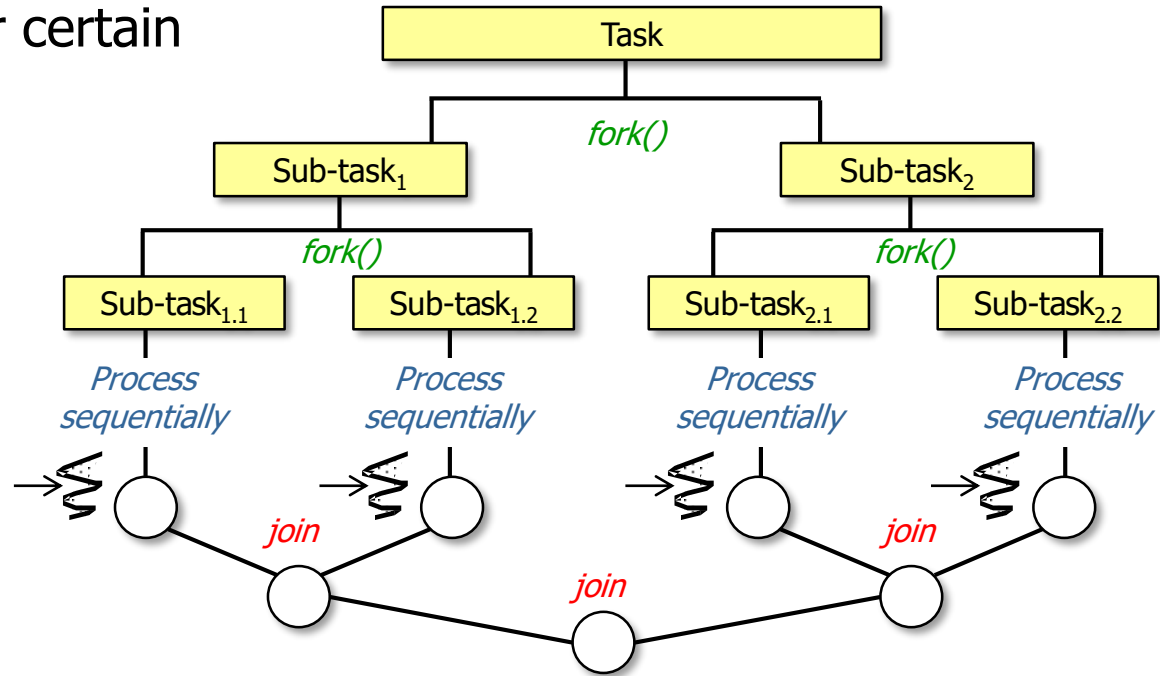 r certain
Task
fork()
Sub-task₁
Sub-task₂
fork()
fork()
Sub-task₁.₁
Sub-task₁.₂
Sub-task₂.₁
Sub-task₂.₂
Process
sequentially
Process
sequentially
Process
sequentially
Process
sequentially
join
join
join